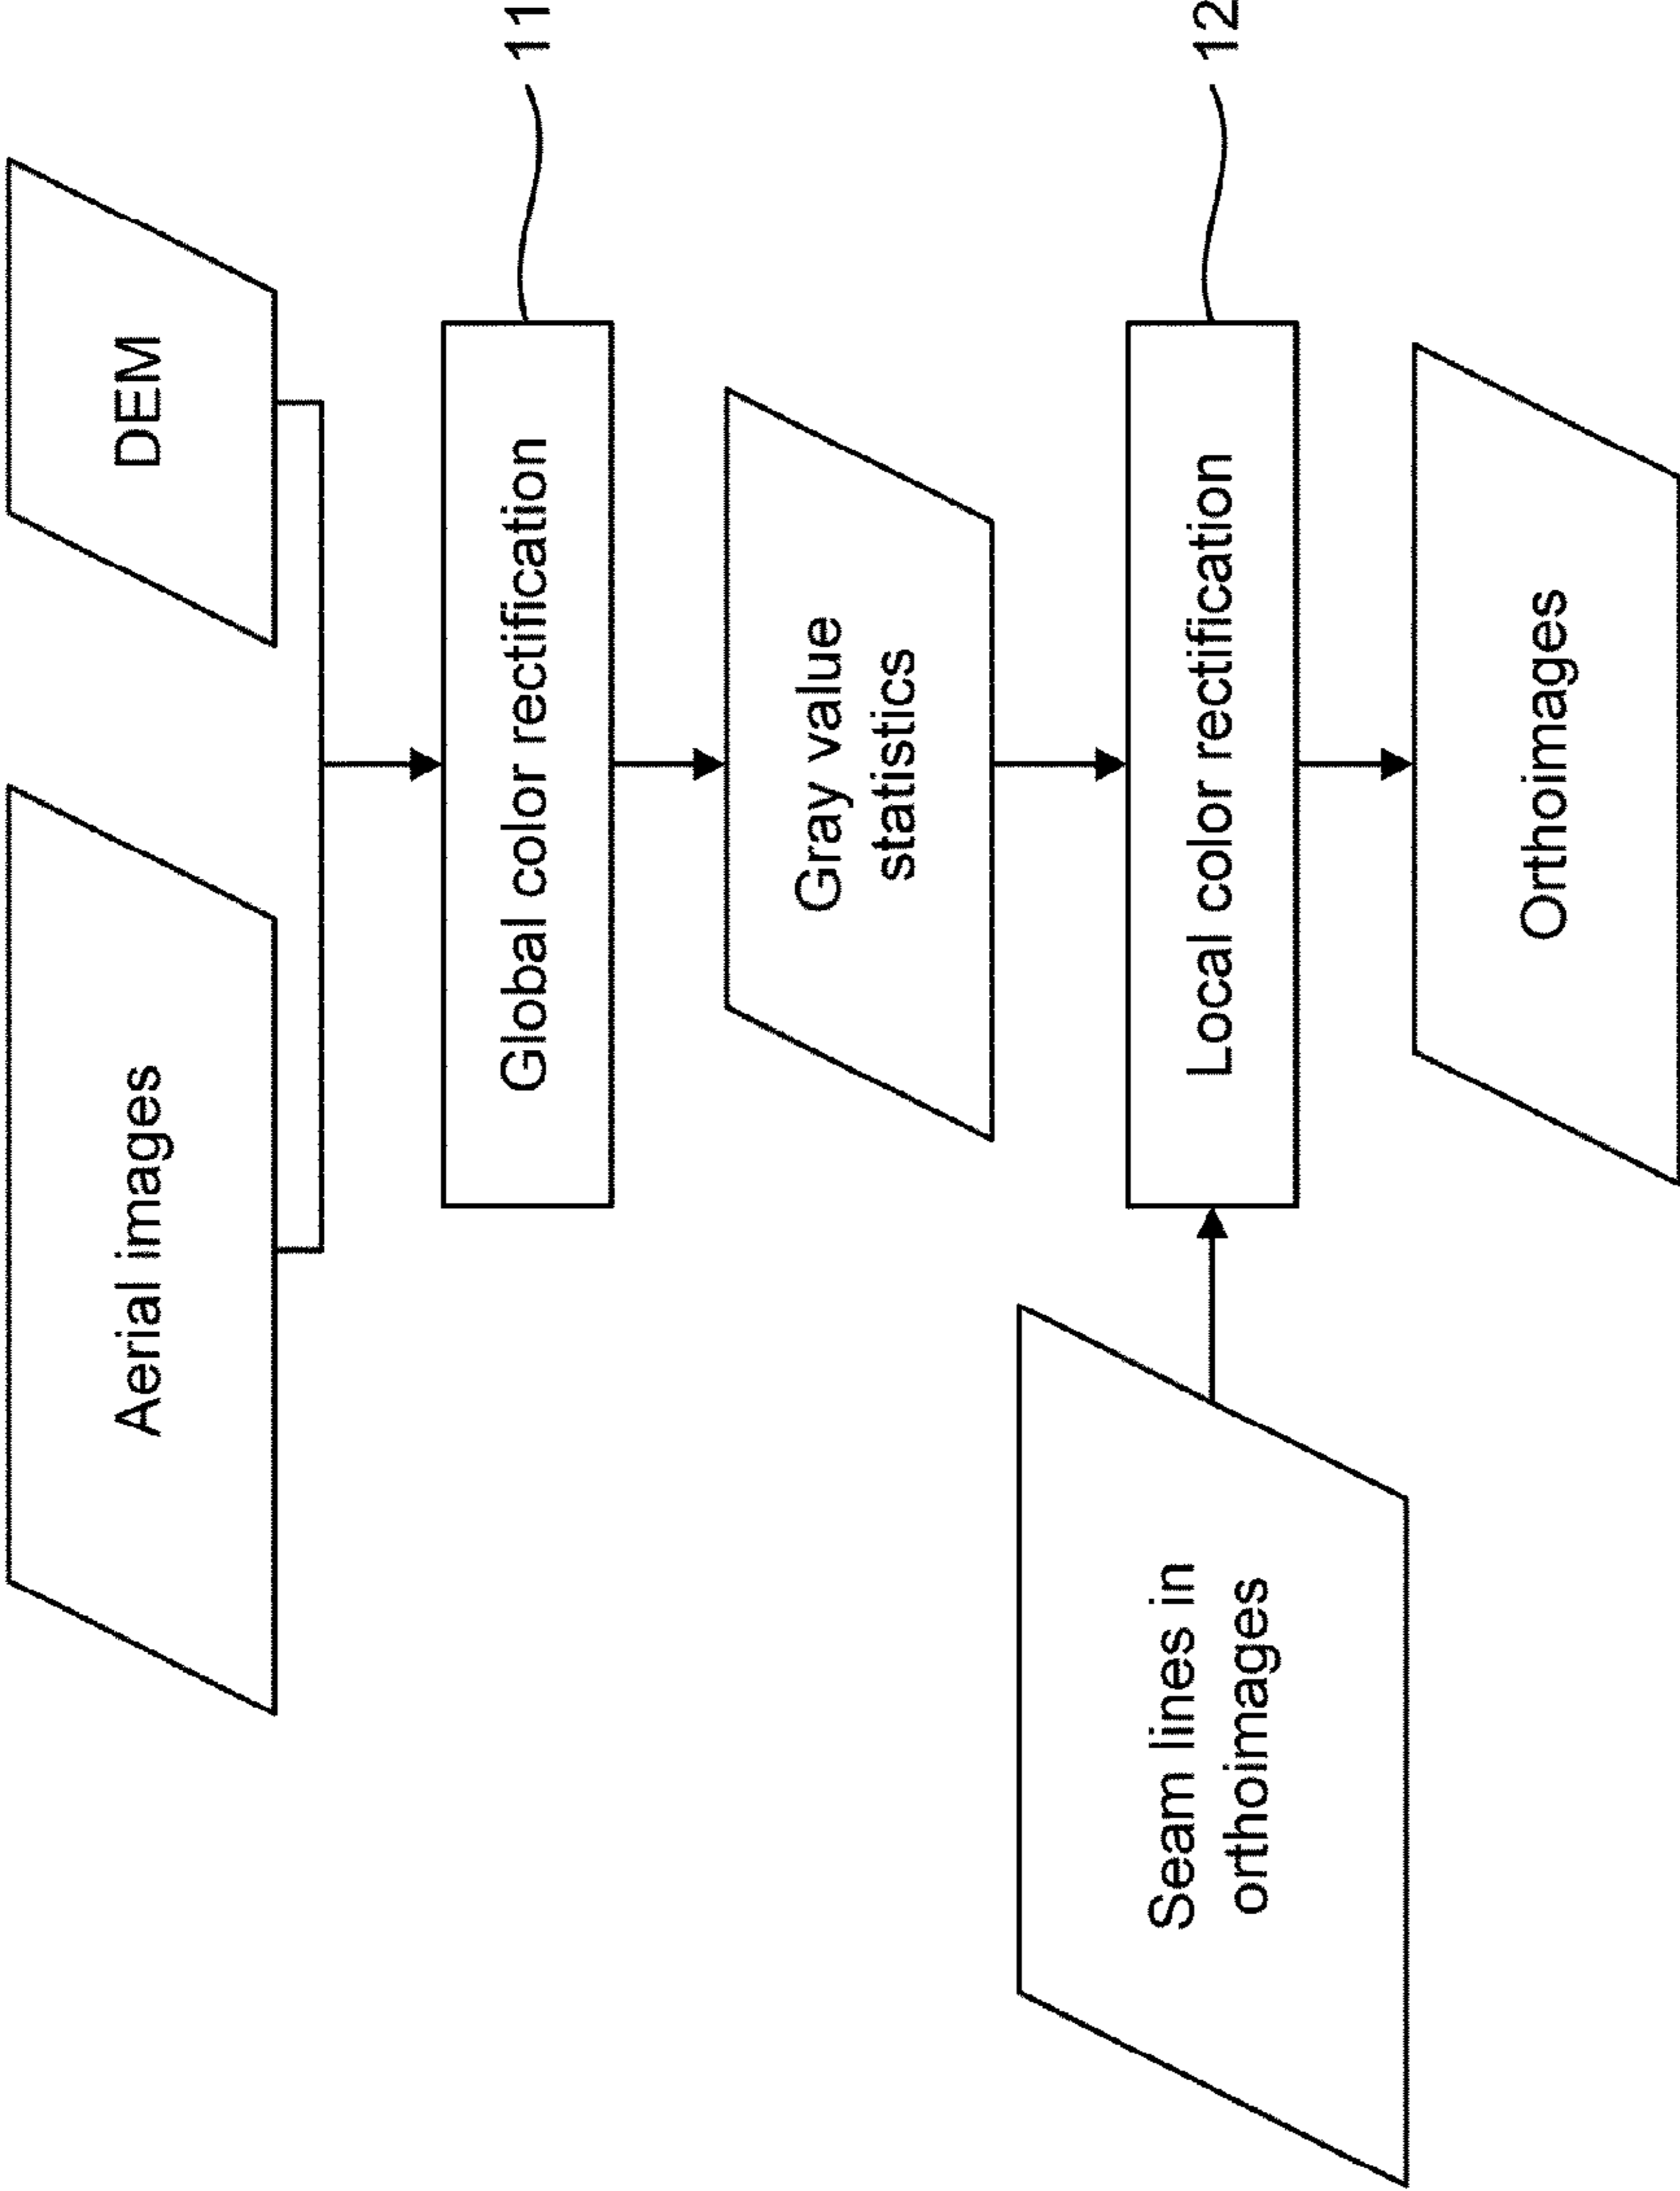 Aerial images
DEM
Global color rectification
11
Gray value
statistics
Seam lines in
orthoimages
Local color rectification
12
Orthoimages